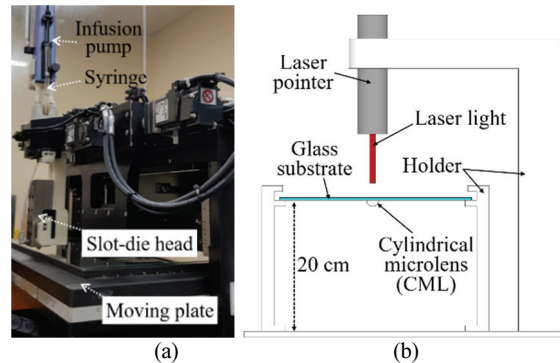 Infusion
pump
Syringe
Slot-die head
Moving plate
(a)
Laser
pointer
Laser light
Glass
substrate
Holder
Cylindrical
microlens
(CML)
20 cm
(b)